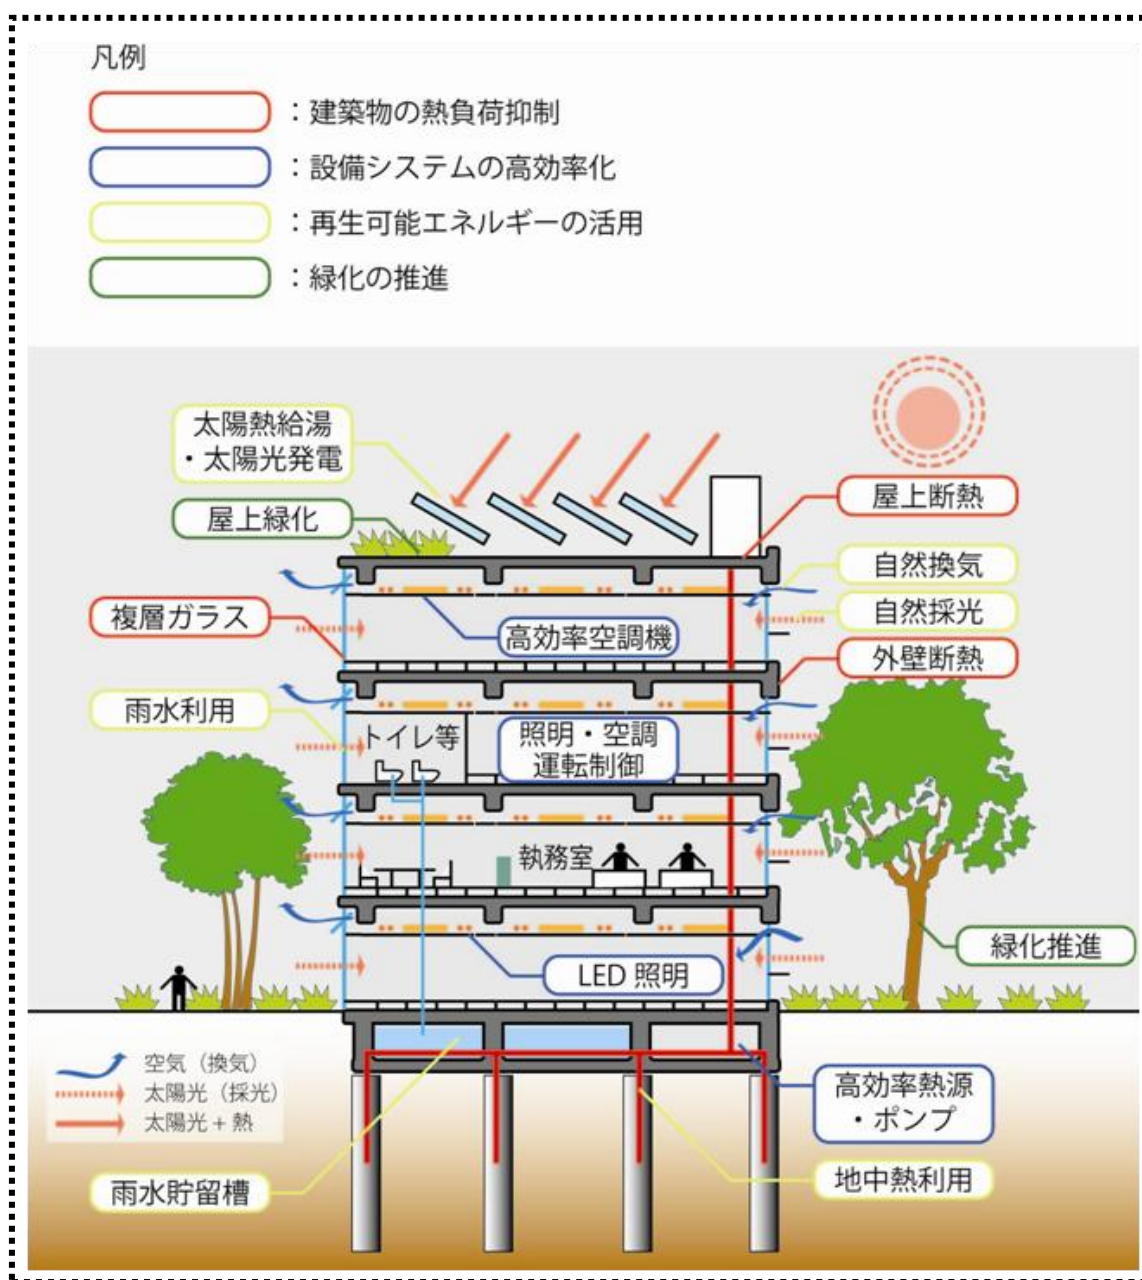 凡例
：建築物の熱負荷抑制
：設備システムの高効率化
：再生可能エネルギーの活用
：緑化の推進
太陽熱給湯
・太陽光発電
屋上断熱
屋上緑化
自然換気
自然採光
複層ガラス
高効率空調機
外壁断熱
雨水利用
トイレ等
照明・空調
運転制御
執務室
緑化推進
LED 照明
空気（換気）
太陽光（採光）
太陽光＋熱
高効率熱源
・ポンプ
雨水貯留槽
地中熱利用